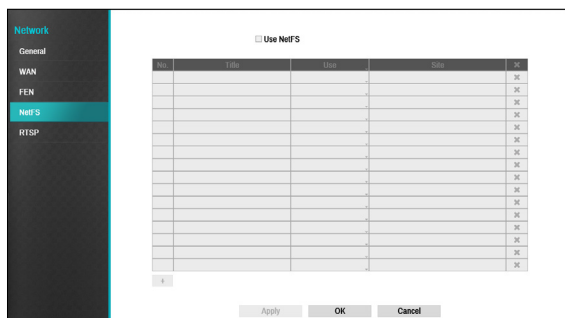 Network
General
WAN
FEN
NetFS
RTSP
Use NetFS
No. Title Use Site
Apply OK Cancel